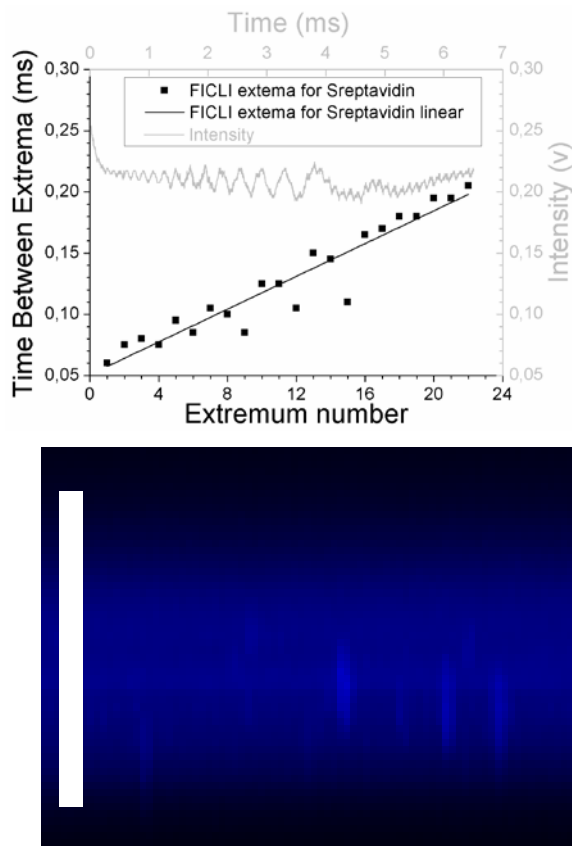 Time (ms)
0 1 2 3 4 5 6 7
Time Between Extrema (ms)
0,30
0,25
0,20
0,15
0,10
0,05
FICLI extema for Sreptavidin
FICLI extema for Sreptavidin linear
Intensity
0,30
0,25
0,20
0,15
0,10
0,05
Intensity (v)
0 4 8 12 16 20 24
Extremum number